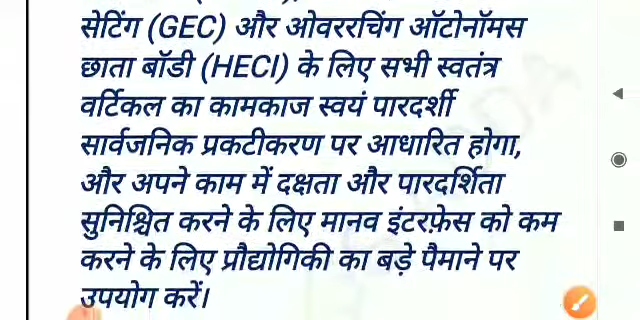 सेटिंग (GEC) और ओवररचिंग ऑटोनॉमस
छाता बॉडी (HECI) के लिए सभी स्वतंत्र
वर्टिकल का कामकाज स्वयं पारदर्शी
सार्वजनिक प्रकटीकरण पर आधारित होगा,
और अपने काम में दक्षता और पारदर्शिता
सुनिश्चित करने के लिए मानव इंटरफ़ेस को कम
करने के लिए प्रौद्योगिकी का बड़े पैमाने पर
उपयोग करें।